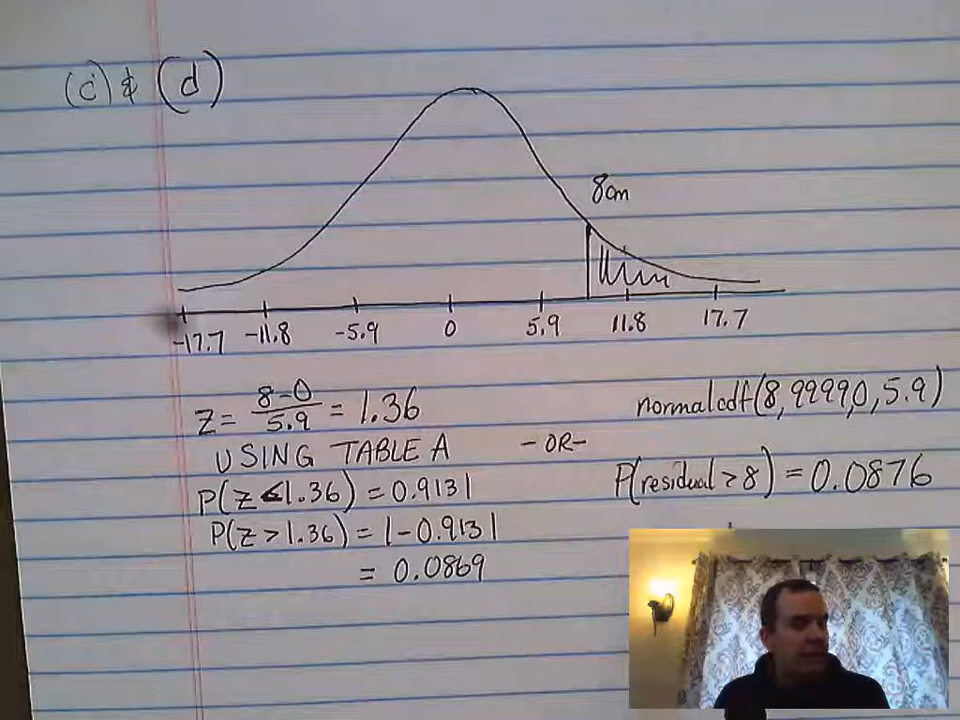 (c) & (d)
8cm
-17.7 -11.8 -5.9 0 5.9 11.8 17.7
z = 8-0 / 5.9 = 1.36
USING TABLE A
P(z < 1.36) = 0.9131
P(z > 1.36) = 1 - 0.9131
= 0.0869
- OR -
normalcdf(8, 9999, 0, 5.9)
P(residual > 8) = 0.0876